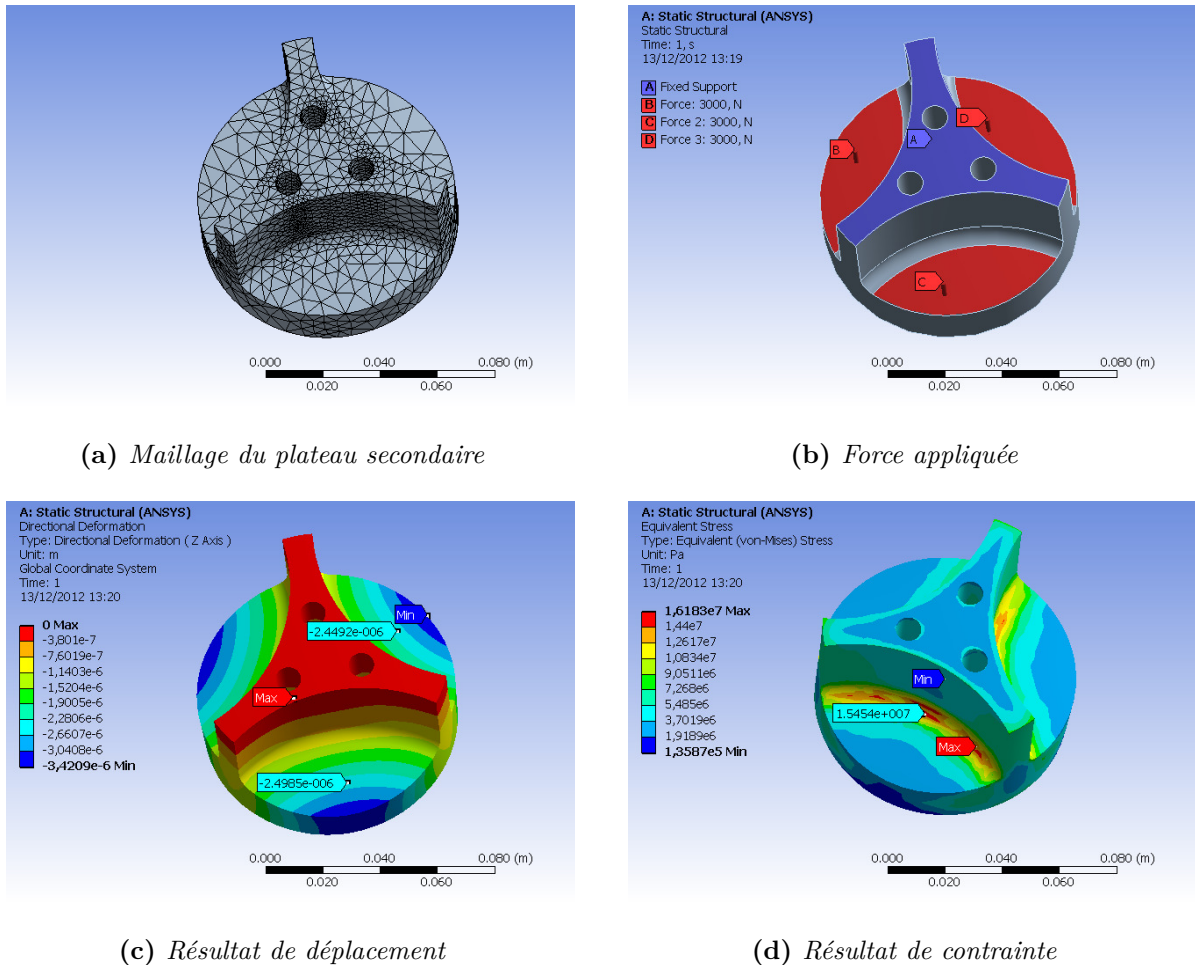 0.000 0.040 0.080 (m)
0.020 0.060
(a) Maillage du plateau secondaire
A: Static Structural (ANSYS)
Static Structural
Time: 1, s
13/12/2012 13:19
A Fixed Support
B Force: 3000, N
C Force 2: 3000, N
D Force 3: 3000, N
B
A
D
C
0.000 0.040 0.080 (m)
0.020 0.060
(b) Force appliquée
A: Static Structural (ANSYS)
Directional Deformation
Type: Directional Deformation ( Z Axis )
Unit: m
Global Coordinate System
Time: 1
13/12/2012 13:20
0 Max
-3,801e-7
-7,6019e-7
-1,1403e-6
-1,5204e-6
-1,9005e-6
-2,2806e-6
-2,6607e-6
-3,0408e-6
-3,4209e-6 Min
Min
-2.4492e-006
Max
-2.4985e-006
0.000 0.040 0.080 (m)
0.020 0.060
(c) Résultat de déplacement
A: Static Structural (ANSYS)
Equivalent Stress
Type: Equivalent (von-Mises) Stress
Unit: Pa
Time: 1
13/12/2012 13:20
1,6183e7 Max
1,44e7
1,2617e7
1,0834e7
9,0511e6
7,268e6
5,485e6
3,7019e6
1,9189e6
1,3587e5 Min
Min
1.5454e+007
Max
0.000 0.040 0.080 (m)
0.020 0.060
(d) Résultat de contrainte